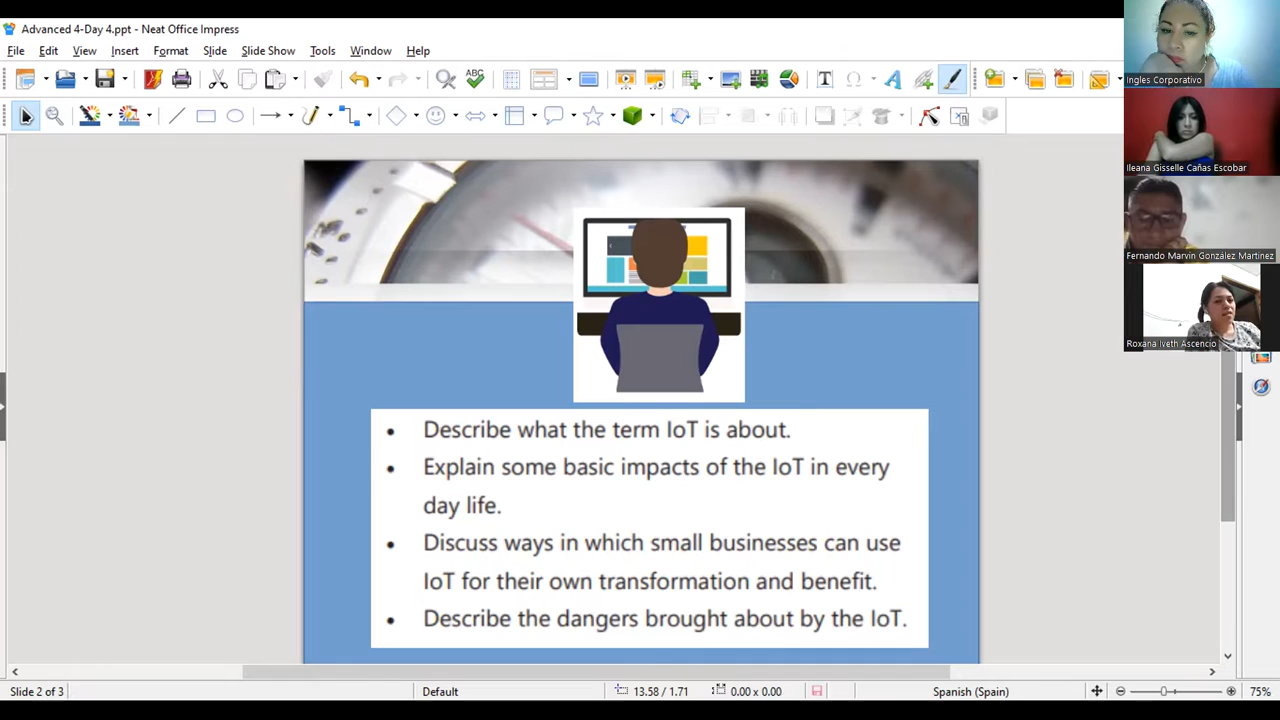 Advanced 4-Day 4.ppt - Neat Office Impress
File Edit View Insert Format Slide Slide Show Tools Window Help
ABC
T
Ω
A
Ingles Corporativo
Ileana Gisselle Cañas Escobar
Fernando Marvin González Martinez
Roxana Iveth Ascencio
• Describe what the term IoT is about.
• Explain some basic impacts of the IoT in every
day life.
• Discuss ways in which small businesses can use
IoT for their own transformation and benefit.
• Describe the dangers brought about by the IoT.
Slide 2 of 3 Default 13.58 / 1.71 0.00 x 0.00 Spanish (Spain) 75%